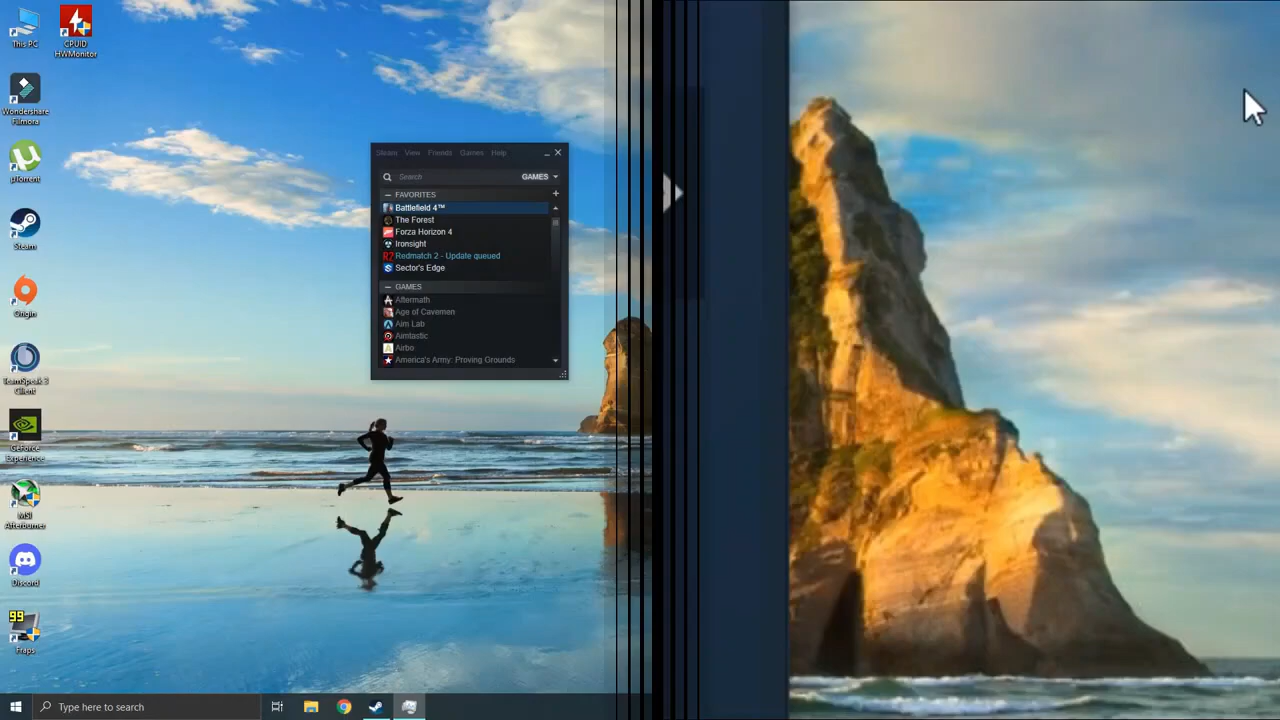 This PC
CPUID
HWMonitor
Wondershare
Filmora
µTorrent
Steam
Origin
TeamSpeak 3
Client
GeForce
Experience
MSI
Afterburner
Discord
99
Fraps
Steam View Friends Games Help
Search GAMES
FAVORITES
Battlefield 4™
The Forest
Forza Horizon 4
Ironsight
R? Redmatch 2 - Update queued
Sector's Edge
GAMES
Aftermath
Age of Cavemen
Aim Lab
Aimtastic
Airbo
America's Army: Proving Grounds
Type here to search